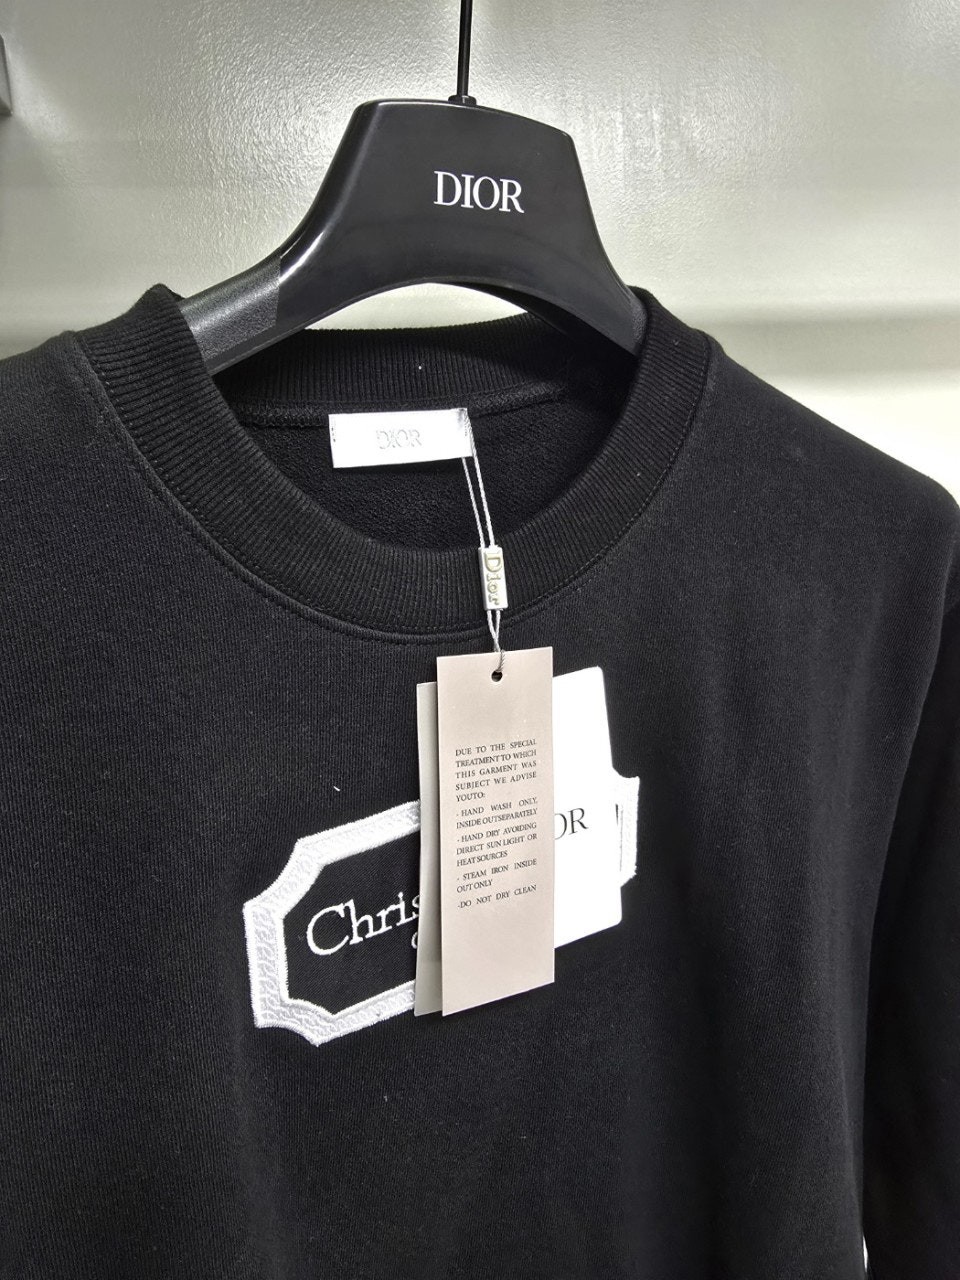 DIOR
DIOR
Dior
DUE TO THE SPECIAL
TREATMENT TO WHICH
THIS GARMENT WAS
SUBJECT WE ADVISE
YOUTO:
- HAND WASH ONLY,
INSIDE OUTSEPARATELY
- HAND DRY AVORDING
DIRECT SUN LIGHT OR
HEAT SOURCES
- STEAM IRON INSIDE
OUT ONLY
-DO NOT DRY CLEAN
OR
Chris